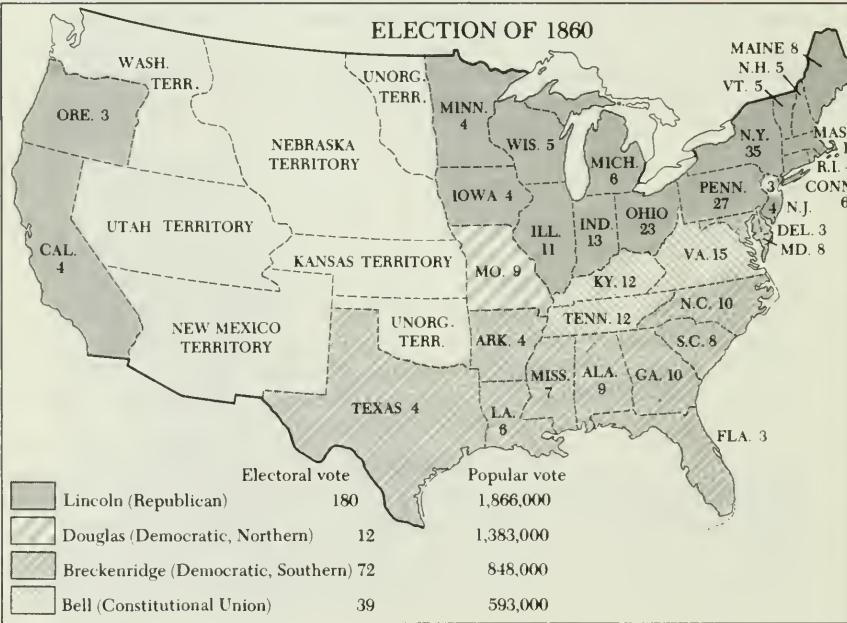 ELECTION OF 1860
WASH.
TERR.
ORE. 3
CAL.
4
UTAH TERRITORY
NEBRASKA
TERRITORY
UNORG.
TERR.
KANSAS TERRITORY
NEW MEXICO
TERRITORY
UNORG.
TERR.
TEXAS 4
MINN.
4
IOWA 4
MO. 9
ARK. 4
LA.
6
WIS. 5
ILL.
11
MICH.
6
IND.
13
OHIO
23
KY. 12
TENN. 12
MISS.
7
ALA.
9
GA. 10
FLA. 3
S.C. 8
N.C. 10
VA. 15
PENN.
27
N.Y.
35
MAINE 8
N.H. 5
VT. 5
MAS
1
R.I.
CONN
6
3
4
N.J.
DEL. 3
MD. 8
Electoral vote Popular vote
Lincoln (Republican) 180 1,866,000
Douglas (Democratic, Northern) 12 1,383,000
Breckenridge (Democratic, Southern) 72 848,000
Bell (Constitutional Union) 39 593,000